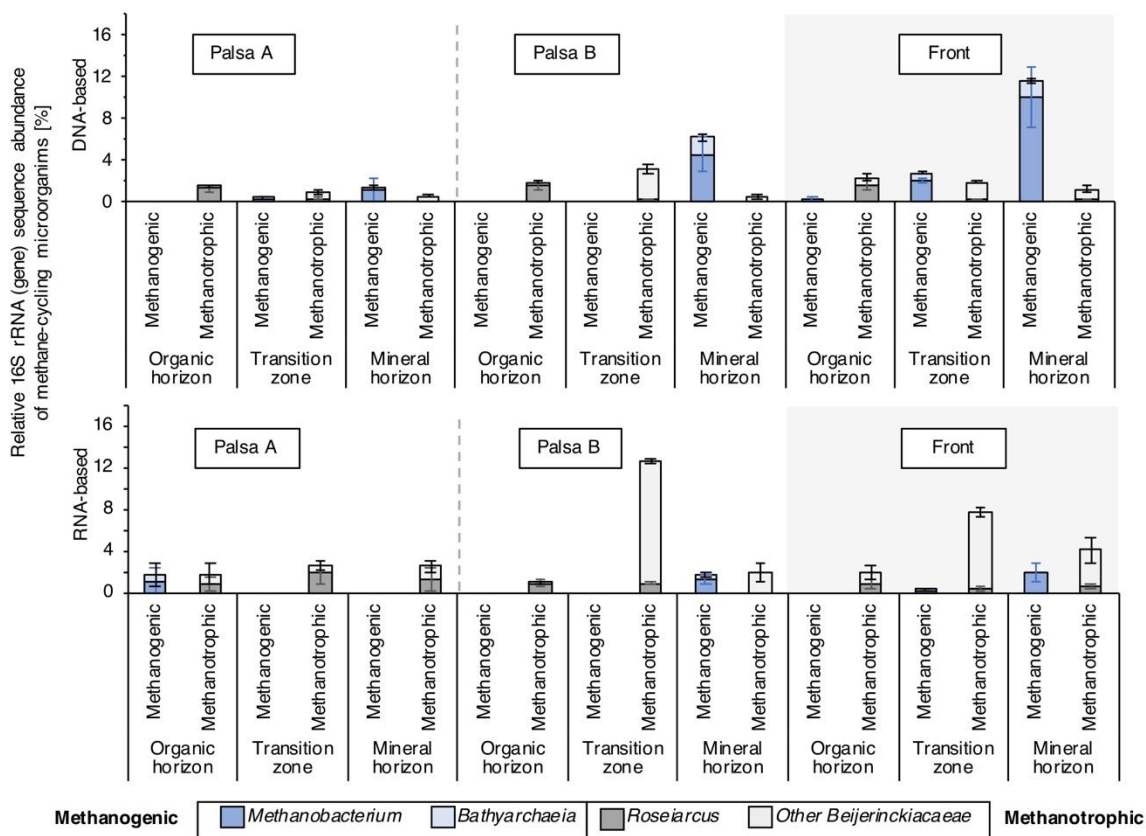 Relative 16S rRNA (gene) sequence abundance
of methane-cycling microorganims [%]
DNA-based
16
12
8
4
0
Palsa A
Palsa B
Front
Methanogenic
Methanotrophic
Methanogenic
Methanotrophic
Methanogenic
Methanotrophic
Methanogenic
Methanotrophic
Methanogenic
Methanotrophic
Methanogenic
Methanotrophic
Methanogenic
Methanotrophic
Methanogenic
Methanotrophic
Methanogenic
Methanotrophic
Organic horizon
Transition zone
Mineral horizon
Organic horizon
Transition zone
Mineral horizon
Organic horizon
Transition zone
Mineral horizon
RNA-based
16
12
8
4
0
Palsa A
Palsa B
Front
Methanogenic
Methanotrophic
Methanogenic
Methanotrophic
Methanogenic
Methanotrophic
Methanogenic
Methanotrophic
Methanogenic
Methanotrophic
Methanogenic
Methanotrophic
Methanogenic
Methanotrophic
Methanogenic
Methanotrophic
Methanogenic
Methanotrophic
Organic horizon
Transition zone
Mineral horizon
Organic horizon
Transition zone
Mineral horizon
Organic horizon
Transition zone
Mineral horizon
Methanogenic Methanobacterium Bathyarchaeia Roseiarcus Other Beijerinckiacaeae Methanotrophic